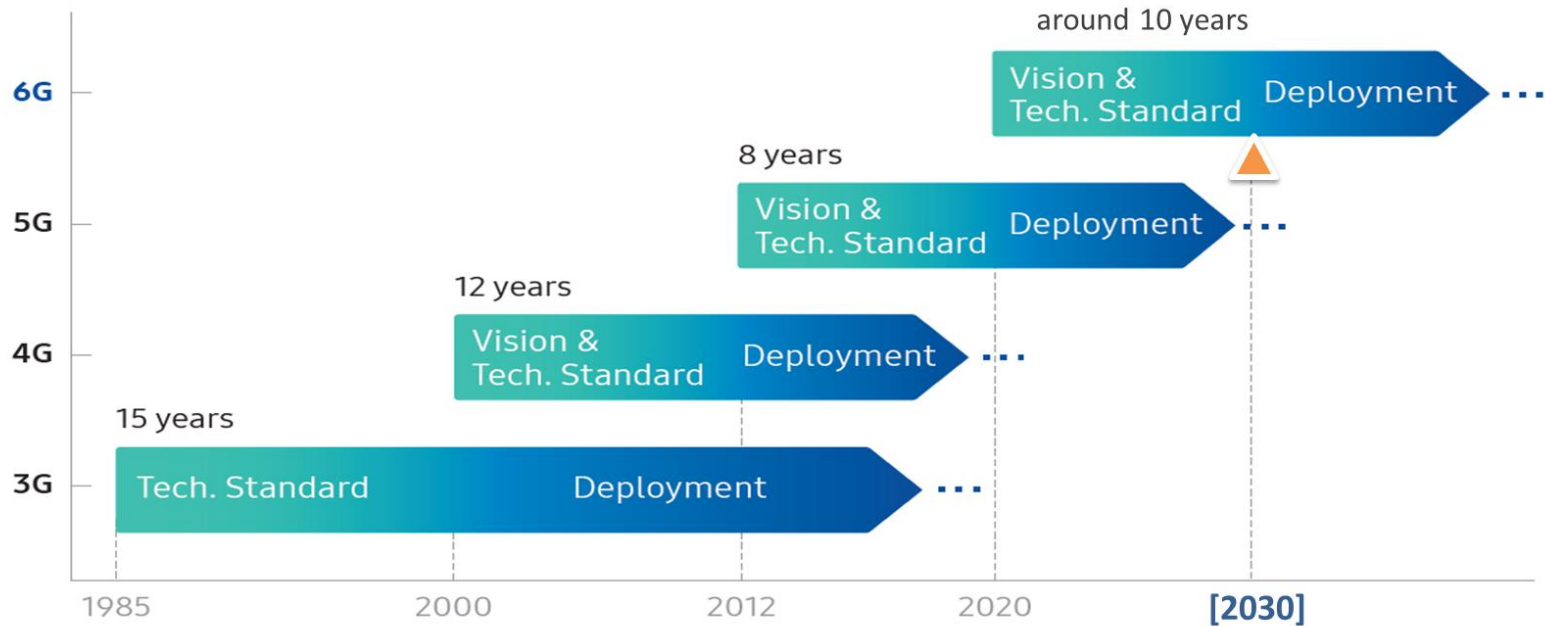 around 10 years
6G
Vision &
Tech. Standard
Deployment
8 years
5G
Vision &
Tech. Standard
Deployment
12 years
4G
Vision &
Tech. Standard
Deployment
15 years
3G
Tech. Standard
Deployment
1985
2000
2012
2020
[2030]